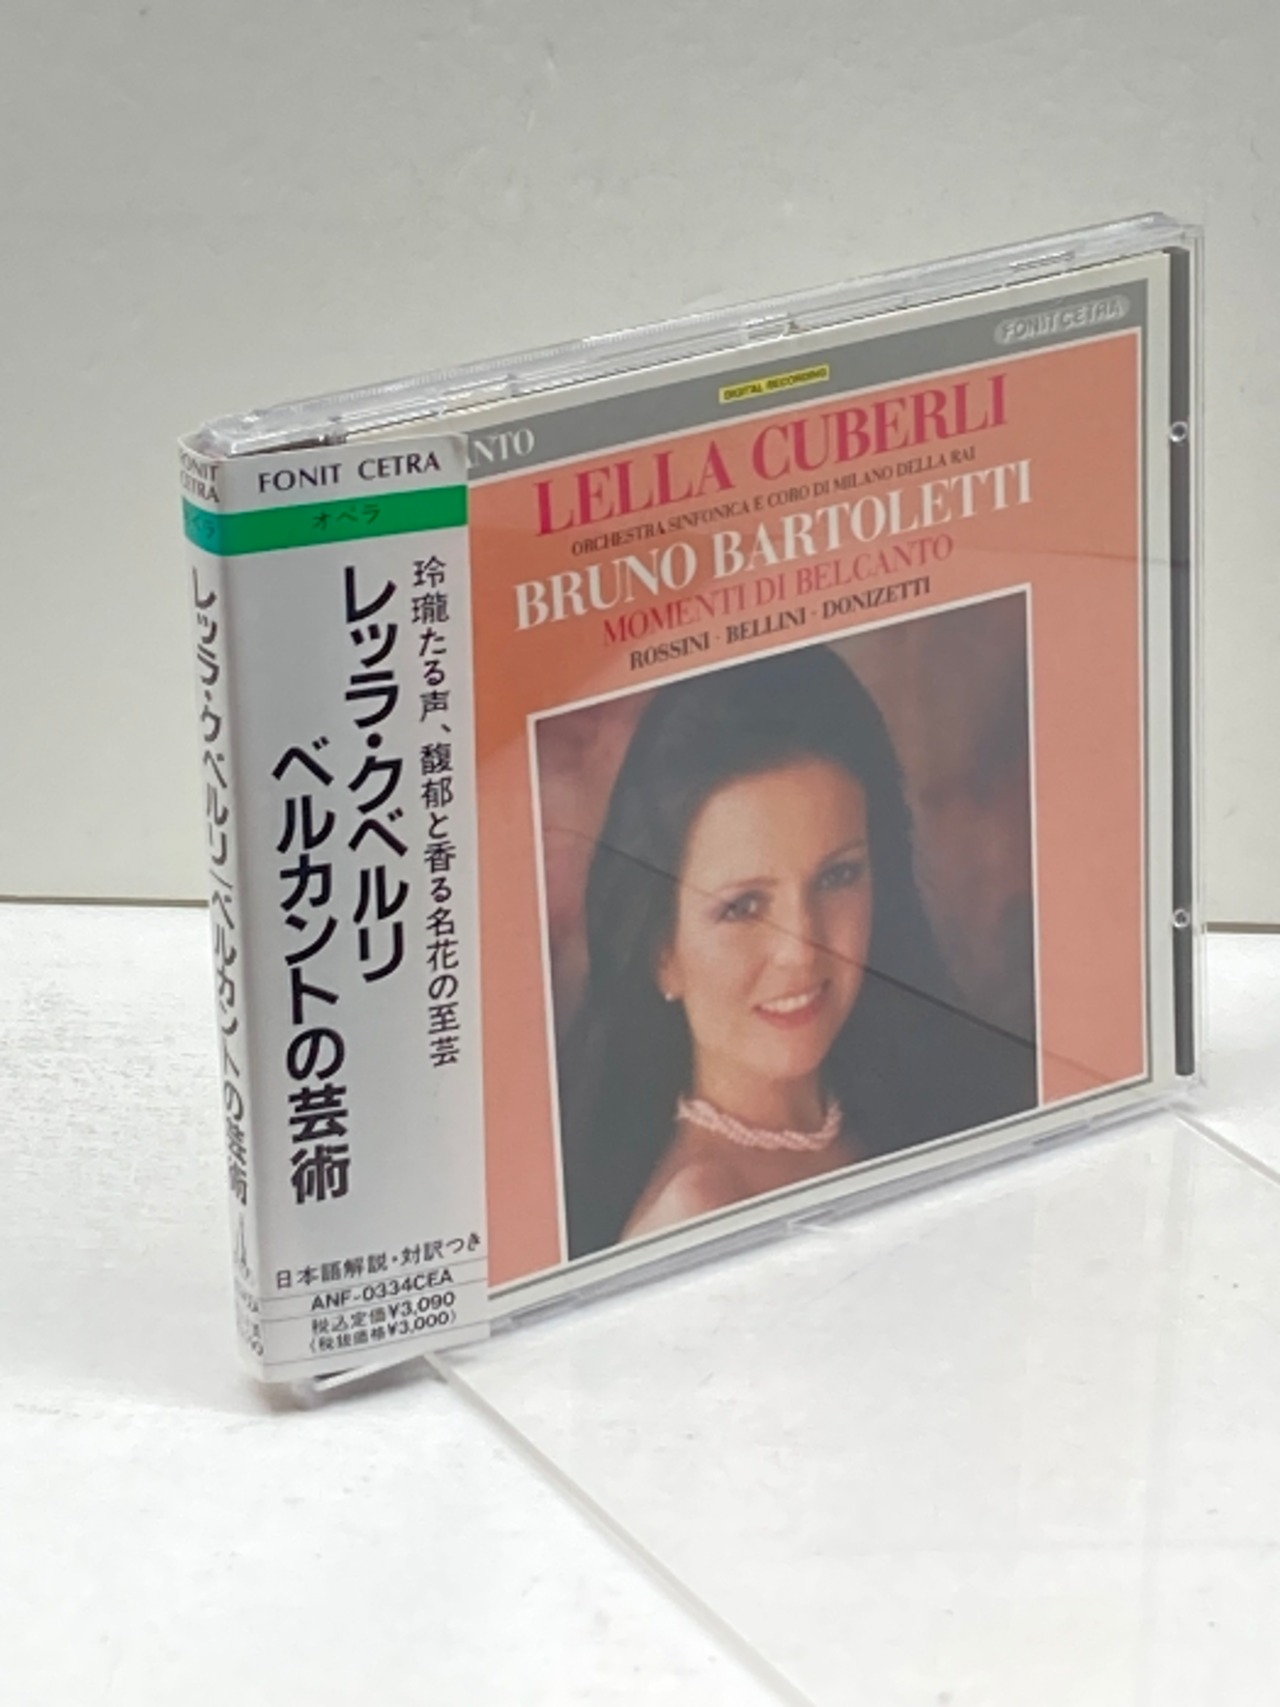 FONIT CETRA
オペラ
玲瓏たる声、馥郁と香る名花の至芸
レッラ・クベルリ
ベルカントの芸術
日本語解説・対訳つき
ANF-0334CEA
税込定価¥3,090
(税抜価格¥3,000)
FONIT
CETRA
レッラ・クベルリ/ベルカントの芸術
ANTO
DIGITAL RECORDING
FONIT CETRA
LELLA CUBERLI
ORCHESTRA SINFONICA E CORO DI MILANO DELLA RAI
BRUNO BARTOLETTI
MOMENTI DI BELCANTO
ROSSINI · BELLINI · DONIZETTI